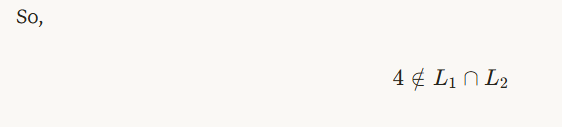 So,
4 ∉ L₁ ∩ L₂